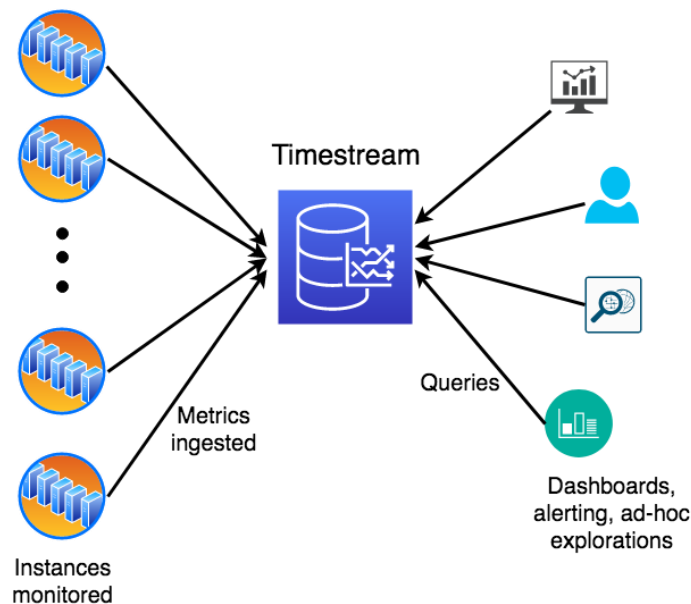 Timestream
Queries
Metrics
ingested
Dashboards,
alerting, ad-hoc
explorations
Instances
monitored